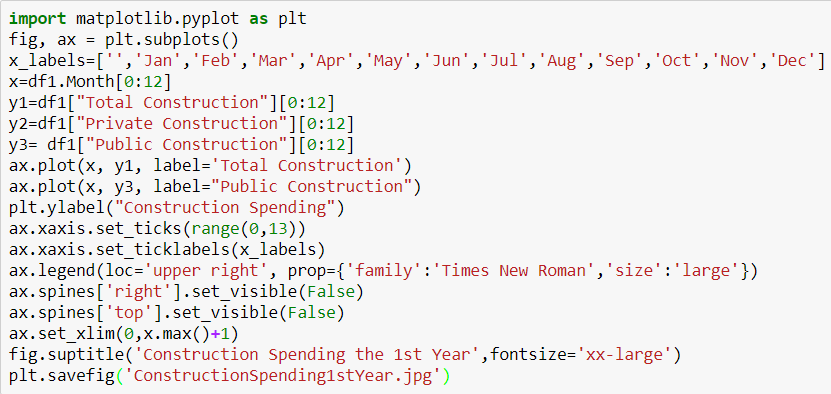 import matplotlib.pyplot as plt
fig, ax = plt.subplots()
x_labels=['','Jan','Feb','Mar','Apr','May','Jun','Jul','Aug','Sep','Oct','Nov','Dec']
x=df1.Month[0:12]
y1=df1["Total Construction"][0:12]
y2=df1["Private Construction"][0:12]
y3= df1["Public Construction"][0:12]
ax.plot(x, y1, label='Total Construction')
ax.plot(x, y3, label="Public Construction")
plt.ylabel("Construction Spending")
ax.xaxis.set_ticks(range(0,13))
ax.xaxis.set_ticklabels(x_labels)
ax.legend(loc='upper right', prop={'family':'Times New Roman','size':'large'})
ax.spines['right'].set_visible(False)
ax.spines['top'].set_visible(False)
ax.set_xlim(0,x.max()+1)
fig.suptitle('Construction Spending the 1st Year',fontsize='xx-large')
plt.savefig('ConstructionSpending1stYear.jpg')